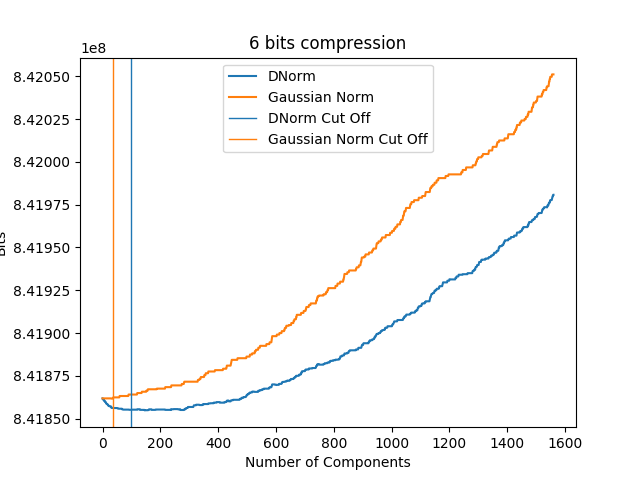 6 bits compression
1e8
8.42050
8.42025
8.42000
8.41975
8.41950
8.41925
8.41900
8.41875
8.41850
Bits
DNorm
Gaussian Norm
DNorm Cut Off
Gaussian Norm Cut Off
0 200 400 600 800 1000 1200 1400 1600
Number of Components